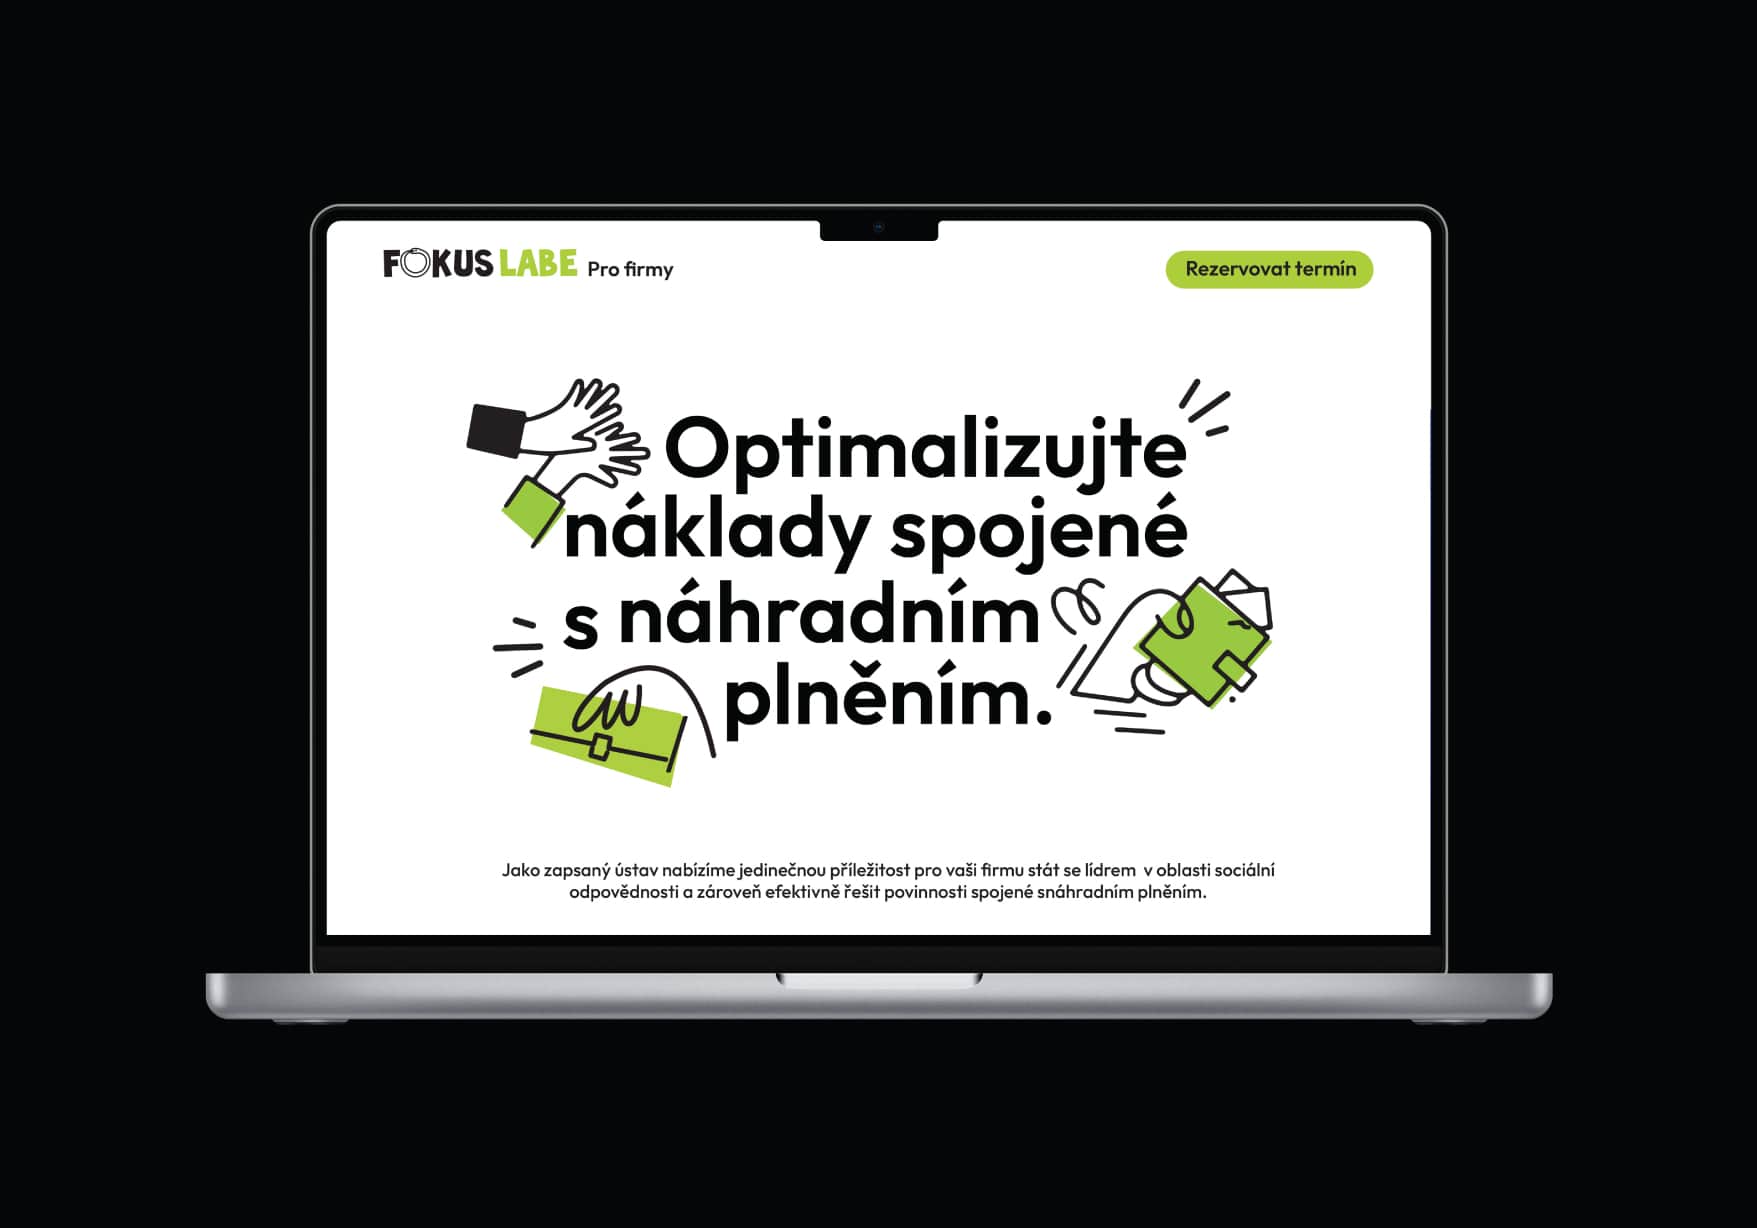 FOKUS LABE Pro firmy
Rezervovat termín
Optimalizujte
náklady spojené
s náhradním
plněním.
Jako zapsaný ústav nabízíme jedinečnou příležitost pro vaši firmu stát se lídrem v oblasti sociální
odpovědnosti a zároveň efektivně řešit povinnosti spojené snáhradním plněním.